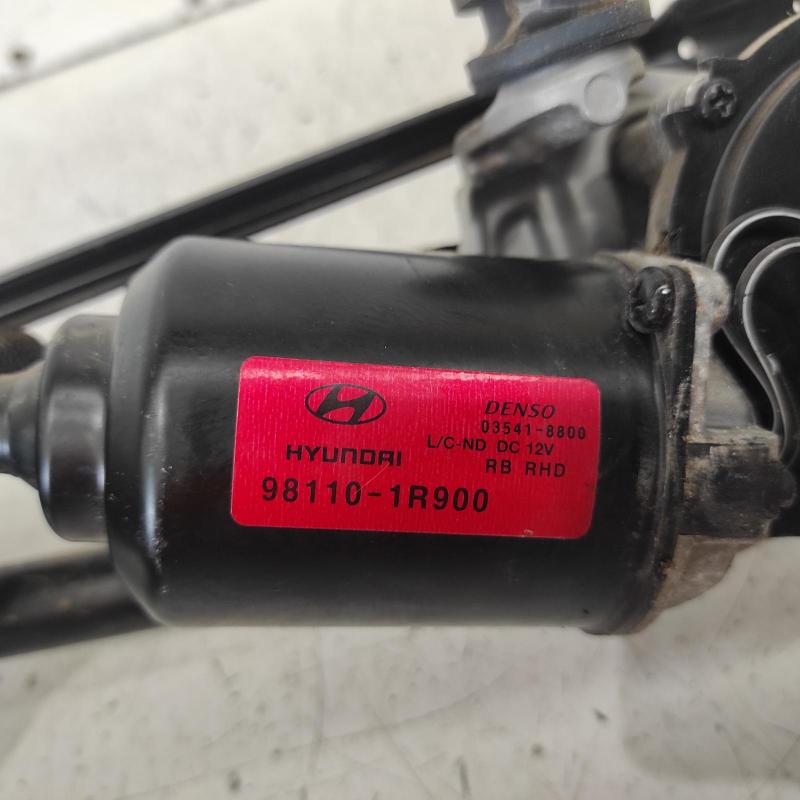 DENSO
03541-8800
HYUNDAI
L/C-ND DC 12V
RB RHD
98110-1R900